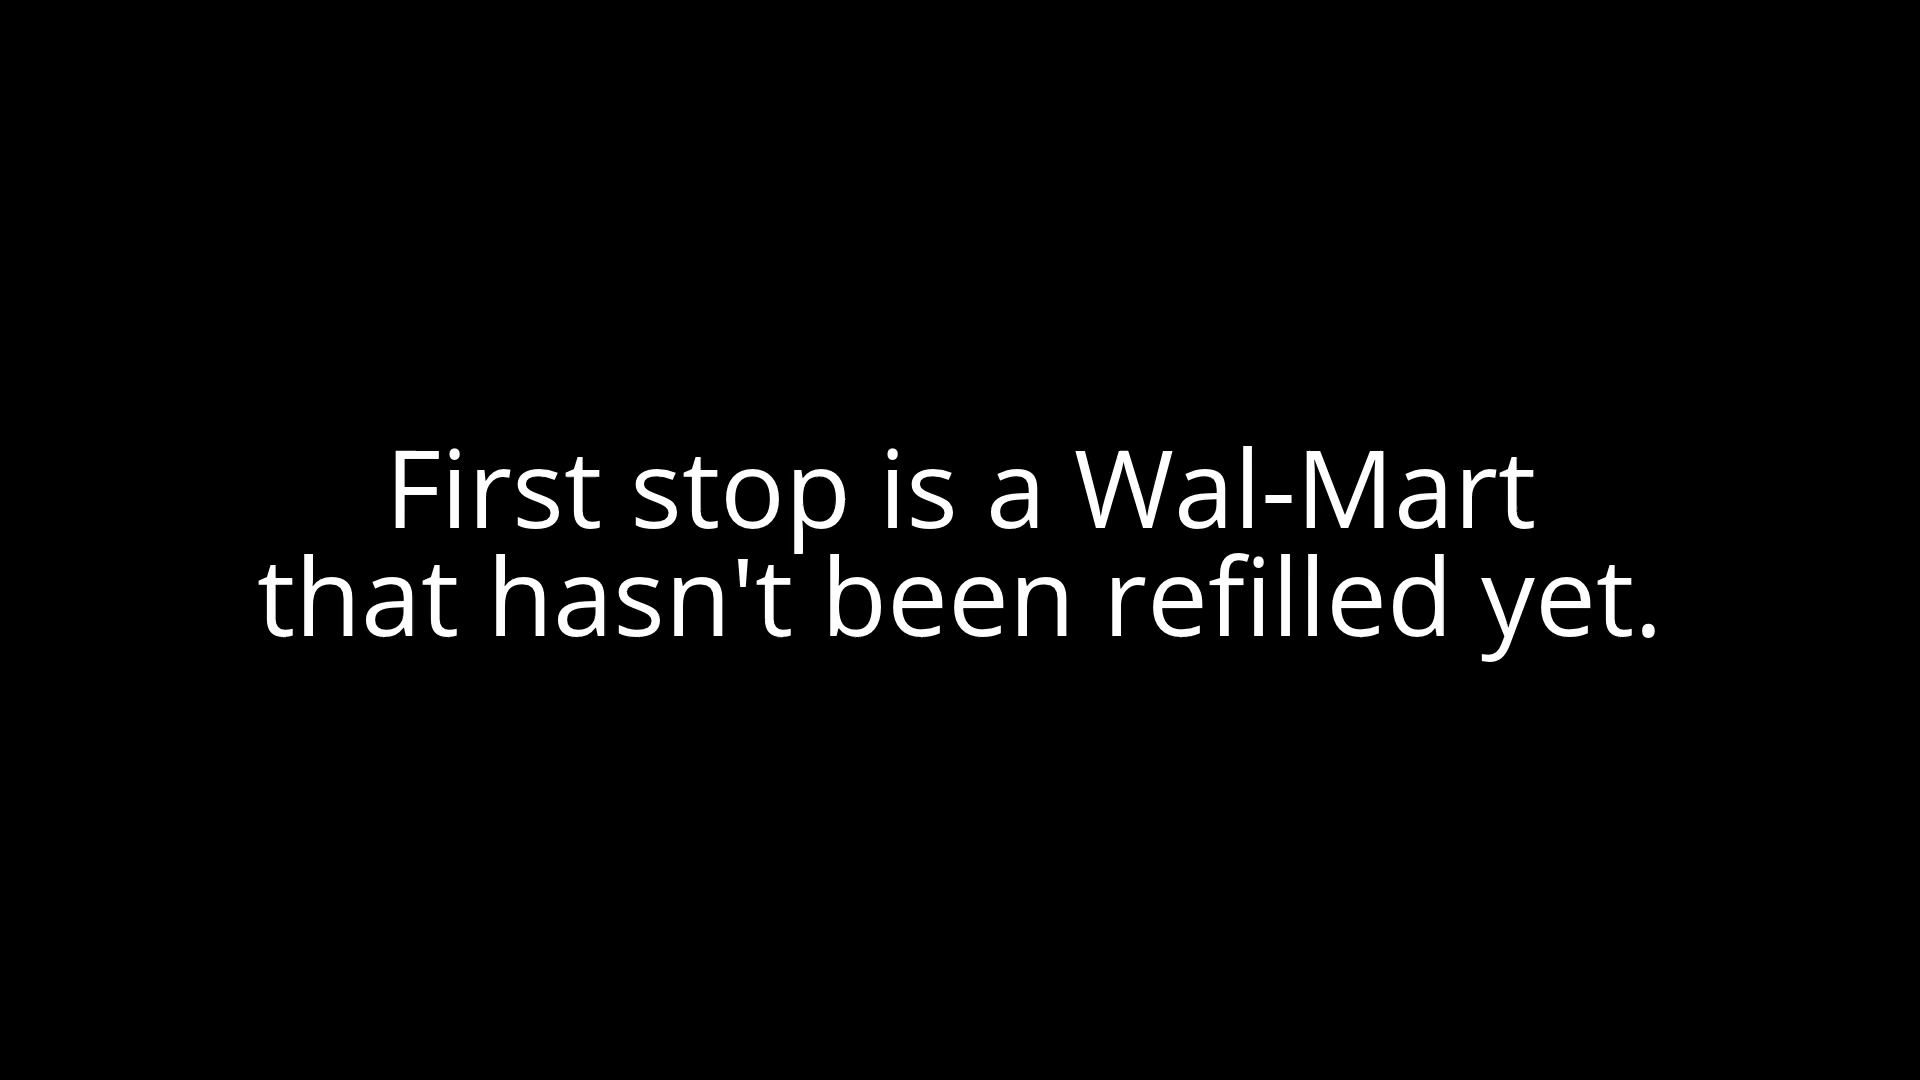 First stop is a Wal-Mart
that hasn't been refilled yet.